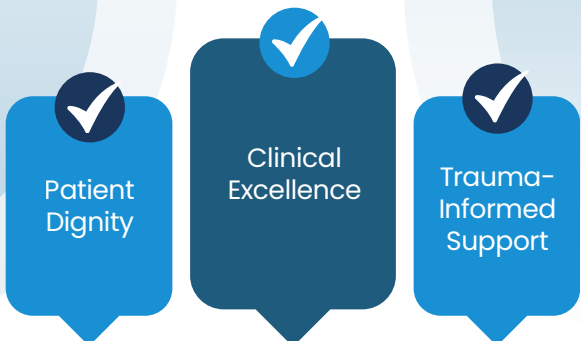 Patient
Dignity
Clinical
Excellence
Trauma-
Informed
Support